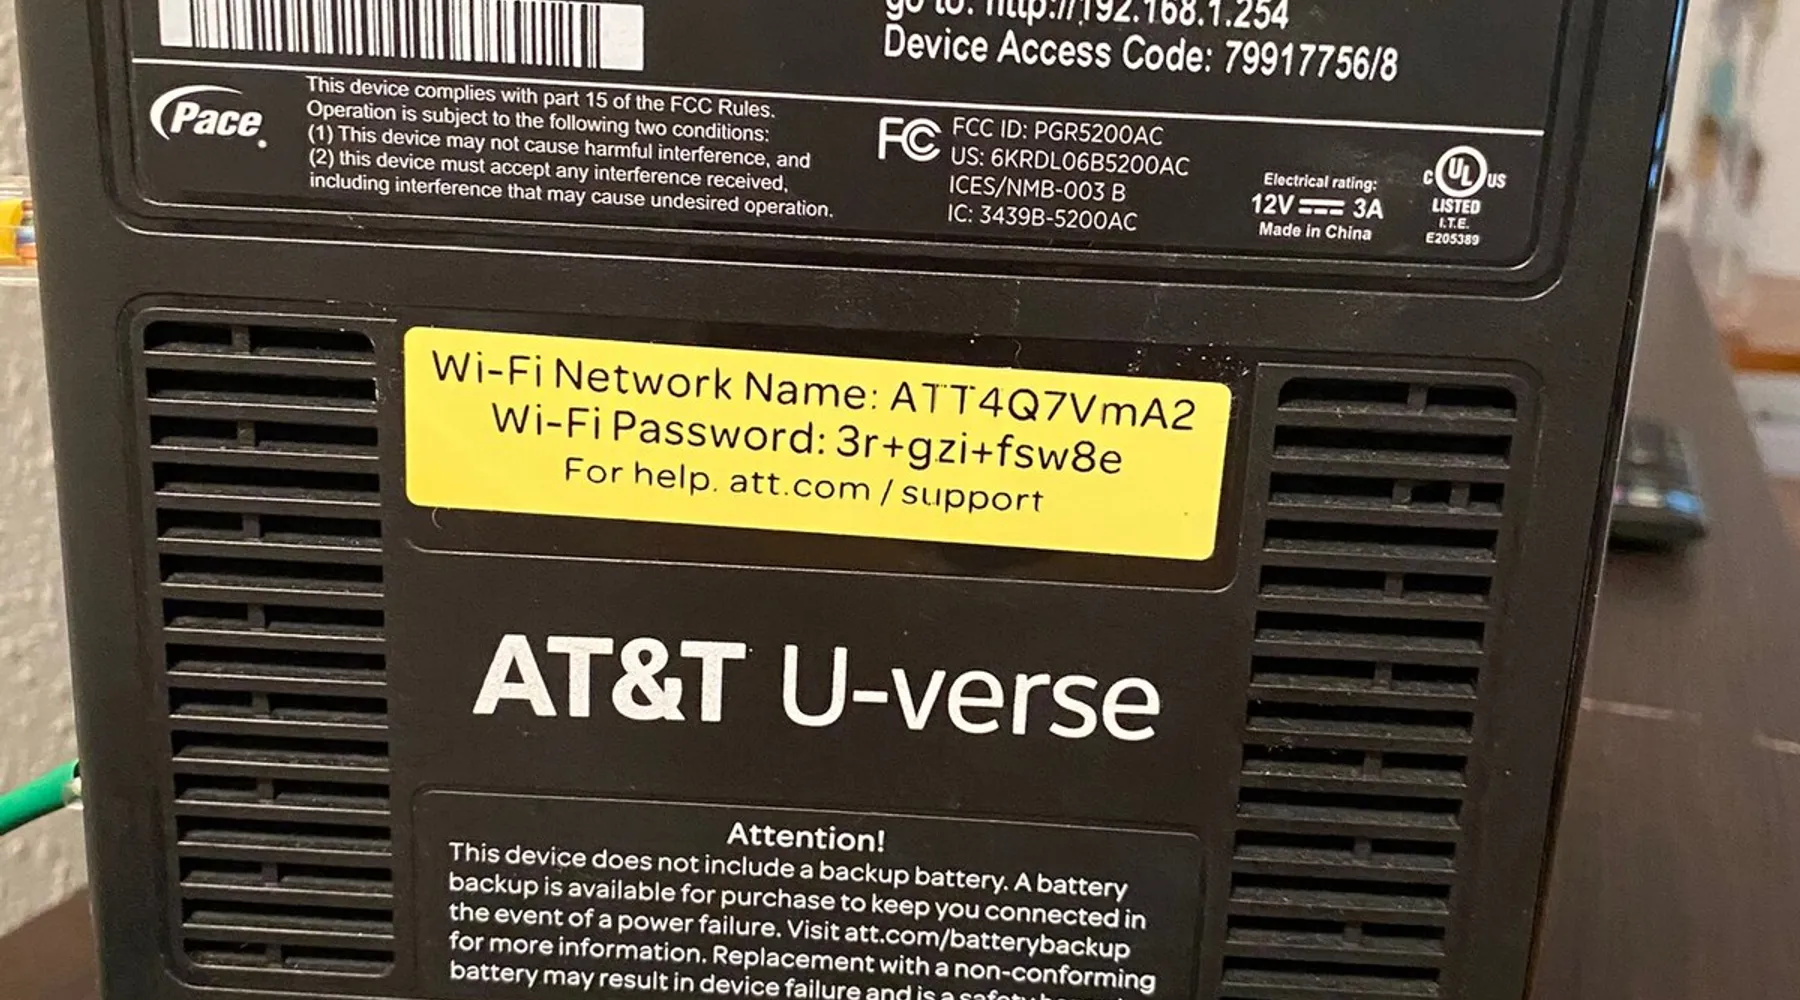 go to: http://192.168.1.254
Device Access Code: 79917756/8
Pace
This device complies with part 15 of the FCC Rules.
Operation is subject to the following two conditions:
(1) This device may not cause harmful interference, and
(2) this device must accept any interference received,
including interference that may cause undesired operation.
FC
FCC ID: PGR5200AC
US: 6KRDL06B5200AC
ICES/NMB-003 B
IC: 3439B-5200AC
Electrical rating:
12V 3A
Made in China
C UL US
LISTED
I.T.E.
E205389
Wi-Fi Network Name: ATT4Q7VmA2
Wi-Fi Password: 3r+gzi+fsw8e
For help. att.com / support
AT&T U-verse
Attention!
This device does not include a backup battery. A battery
backup is available for purchase to keep you connected in
the event of a power failure. Visit att.com/batterybackup
for more information. Replacement with a non-conforming
battery may result in device failure and is a safety